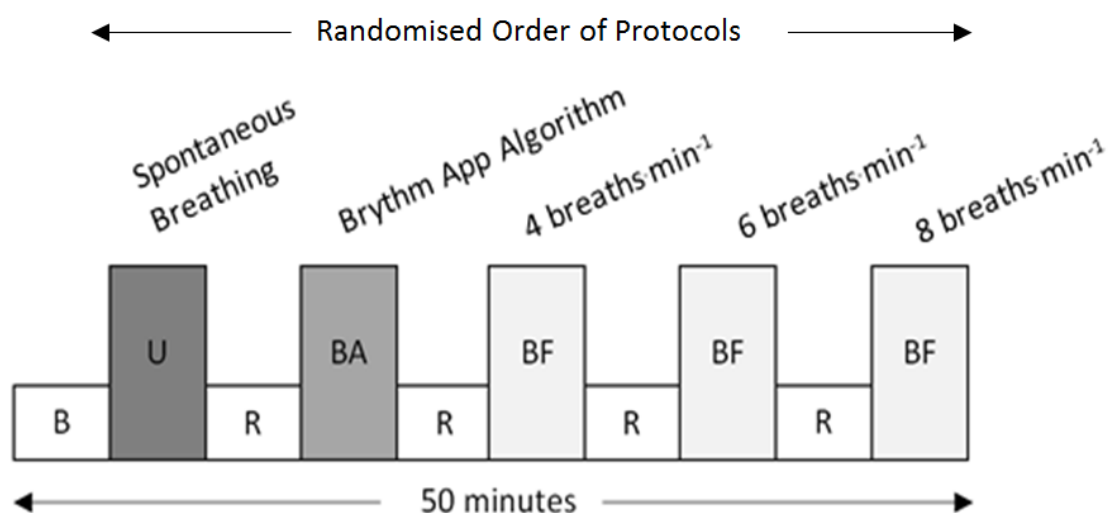 Randomised Order of Protocols
Spontaneous
Breathing
Brythm App Algorithm
4 breaths·min⁻¹
6 breaths·min⁻¹
8 breaths·min⁻¹
U
BA
BF
BF
BF
B
R
R
R
R
50 minutes